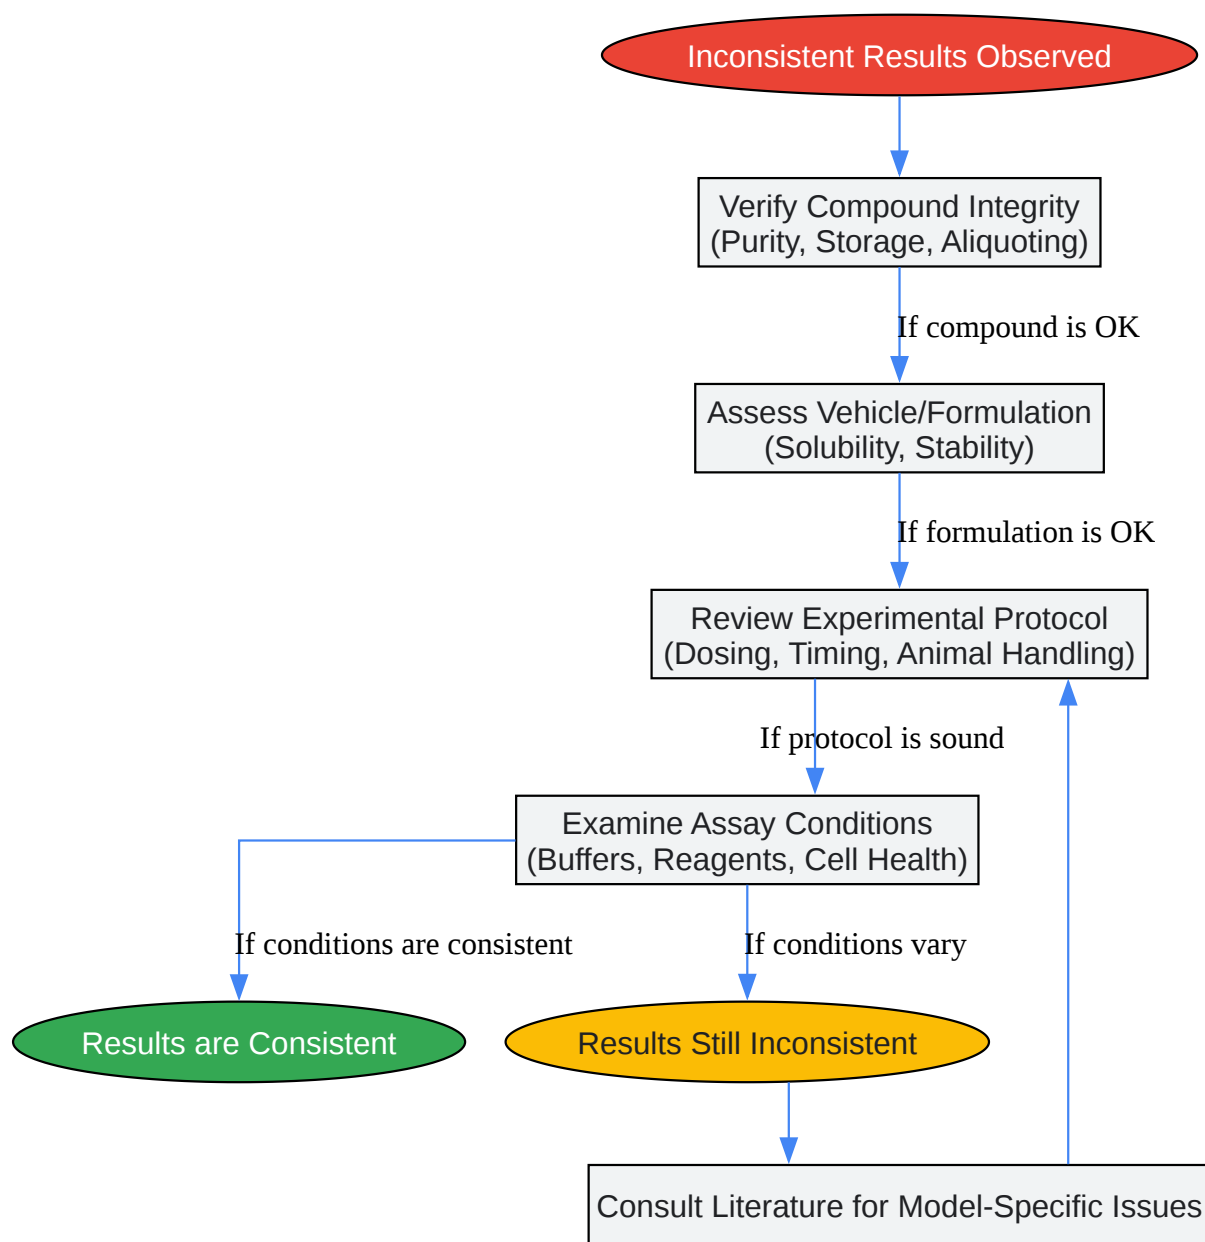 Inconsistent Results Observed
Verify Compound Integrity
(Purity, Storage, Aliquoting)
If compound is OK
Assess Vehicle/Formulation
(Solubility, Stability)
If formulation is OK
Review Experimental Protocol
(Dosing, Timing, Animal Handling)
If protocol is sound
Examine Assay Conditions
(Buffers, Reagents, Cell Health)
If conditions are consistent
If conditions vary
Results are Consistent
Results Still Inconsistent
Consult Literature for Model-Specific Issues